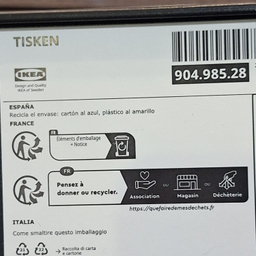 TISKEN
IKEA
Design and Quality
IKEA of Sweden
904.985.28
ESPAÑA
Recicla el envase: cartón al azul, plástico al amarillo
FRANCE
FR
Éléments d'emballage
+ Notice
FR
Pensez à
donner ou recycler.
OU
OU
Association
Magasin
Déchèterie
https://quefairedemesdechets.fr
ITALIA
Come smaltire questo imballaggio
Raccolta di carta
e cartone